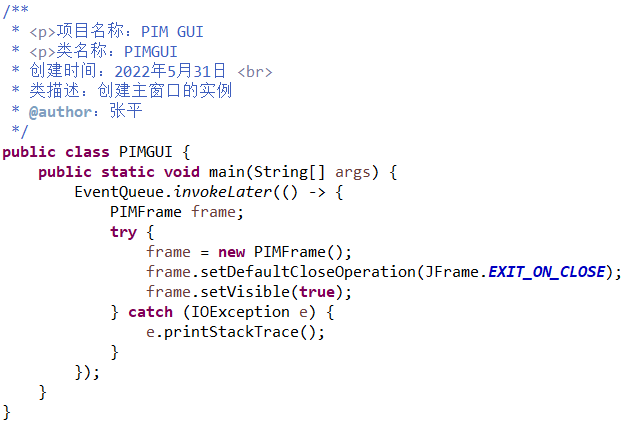 /**
 * <p>项目名称：PIM GUI
 * <p>类名称：PIMGUI
 * 创建时间：2022年5月31日 <br>
 * 类描述：创建主窗口的实例
 * @author：张平
 */
public class PIMGUI {
    public static void main(String[] args) {
        EventQueue.invokeLater(() -> {
            PIMFrame frame;
            try {
                frame = new PIMFrame();
                frame.setDefaultCloseOperation(JFrame.EXIT_ON_CLOSE);
                frame.setVisible(true);
            } catch (IOException e) {
                e.printStackTrace();
            }
        });
    }
}